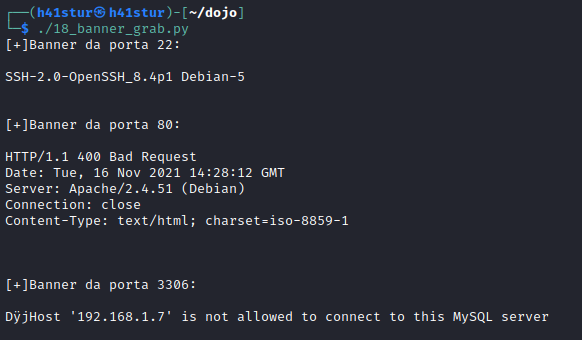 ┌──(h41stur㉿h41stur)-[~/dojo]
└─$ ./18_banner_grab.py
[+]Banner da porta 22:
SSH-2.0-OpenSSH_8.4p1 Debian-5
[+]Banner da porta 80:
HTTP/1.1 400 Bad Request
Date: Tue, 16 Nov 2021 14:28:12 GMT
Server: Apache/2.4.51 (Debian)
Connection: close
Content-Type: text/html; charset=iso-8859-1
[+]Banner da porta 3306:
DÿjHost '192.168.1.7' is not allowed to connect to this MySQL server